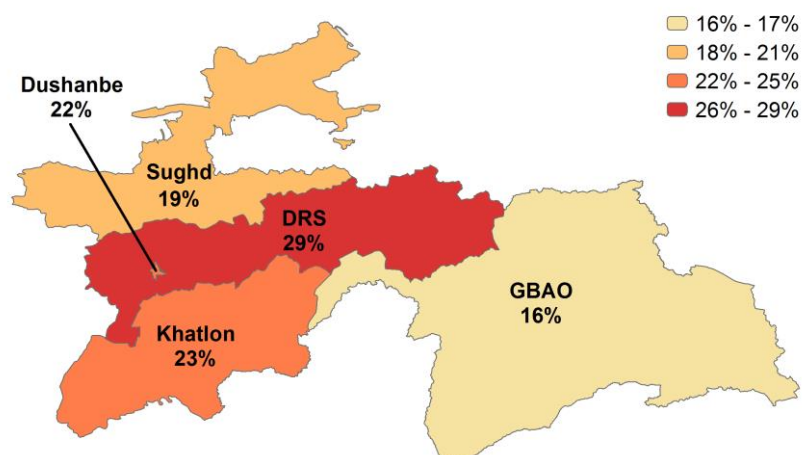 16% - 17%
18% - 21%
22% - 25%
26% - 29%
Dushanbe
22%
Sughd
19%
DRS
29%
GBAO
16%
Khatlon
23%